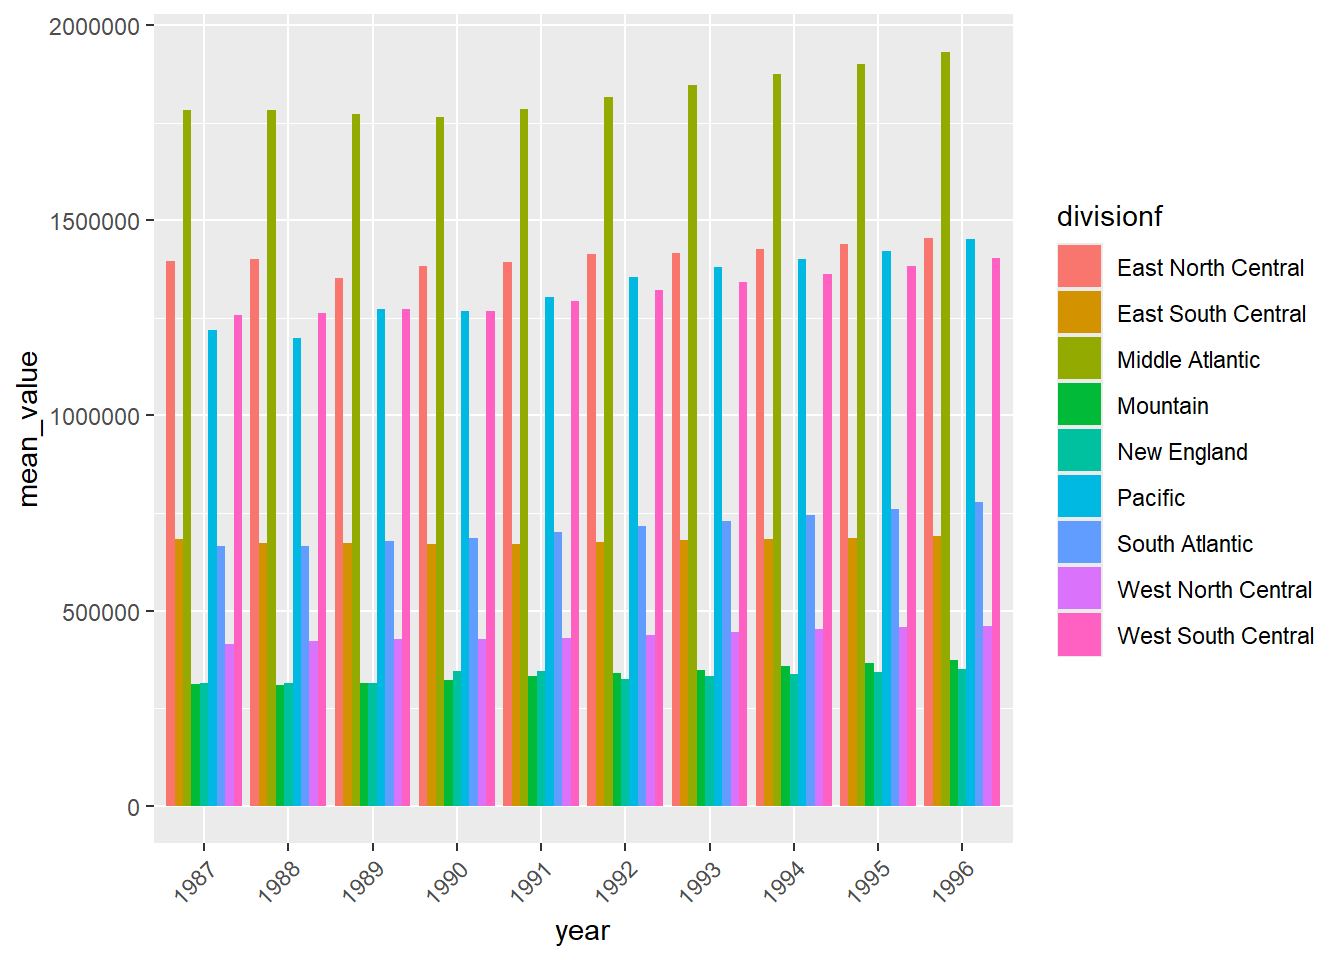 2000000
1500000
1000000
500000
0
mean_value
1987
1988
1989
1990
1991
1992
1993
1994
1995
1996
year
divisionf
East North Central
East South Central
Middle Atlantic
Mountain
New England
Pacific
South Atlantic
West North Central
West South Central